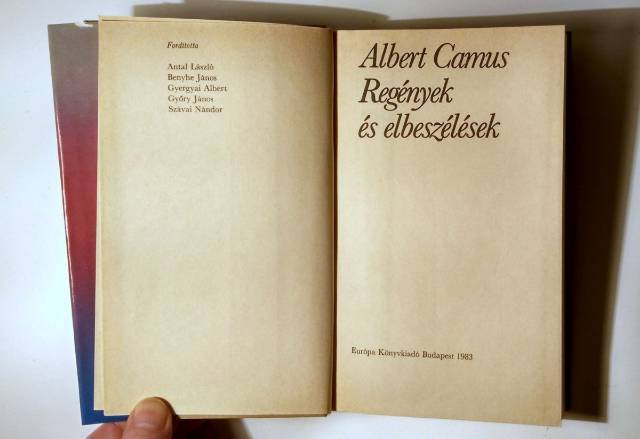 Fordította
Antal László
Benyhe János
Gyergyai Albert
Győry János
Szávai Nándor
Albert Camus
Regények
és elbeszélések
Európa Könyvkiadó Budapest 1983